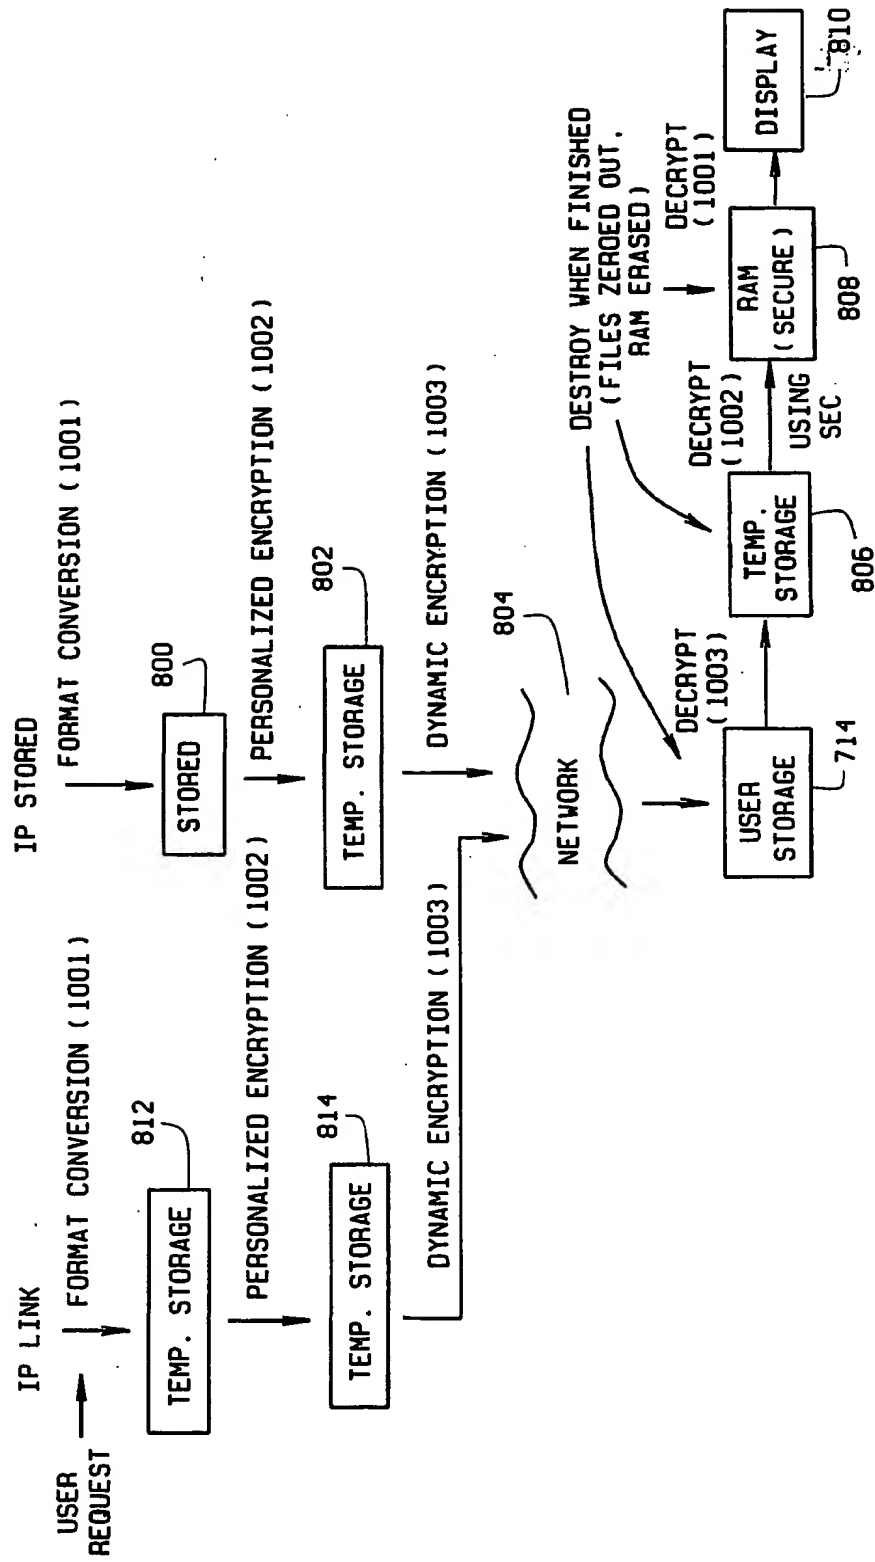 USER
REQUEST
IP LINK
FORMAT CONVERSION (1001)
812
TEMP. STORAGE
PERSONALIZED ENCRYPTION (1002)
814
TEMP. STORAGE
DYNAMIC ENCRYPTION (1003)
IP STORED
FORMAT CONVERSION (1001)
800
STORED
PERSONALIZED ENCRYPTION (1002)
802
TEMP. STORAGE
DYNAMIC ENCRYPTION (1003)
804
NETWORK
DESTROY WHEN FINISHED
(FILES ZEROED OUT,
RAM ERASED)
USER
STORAGE
714
DECRYPT
(1003)
TEMP.
STORAGE
806
DECRYPT
(1002)
USING
SEC
RAM
(SECURE)
808
DECRYPT
(1001)
DISPLAY
810